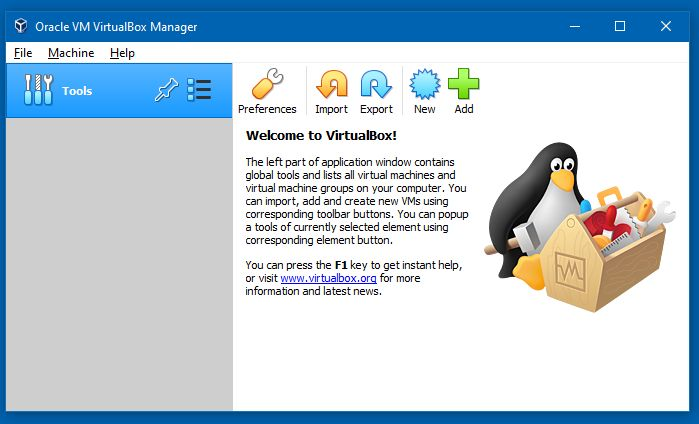 Oracle VM VirtualBox Manager
File Machine Help
Tools
Preferences Import Export New Add
Welcome to VirtualBox!
The left part of application window contains
global tools and lists all virtual machines and
virtual machine groups on your computer. You
can import, add and create new VMs using
corresponding toolbar buttons. You can popup
a tools of currently selected element using
corresponding element button.
You can press the F1 key to get instant help,
or visit www.virtualbox.org for more
information and latest news.